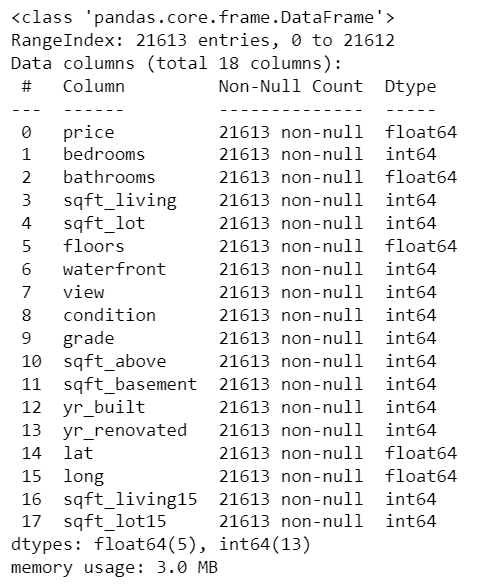 <class 'pandas.core.frame.DataFrame'>
RangeIndex: 21613 entries, 0 to 21612
Data columns (total 18 columns):
 #   Column         Non-Null Count  Dtype
---  ------         --------------  -----
 0   price          21613 non-null  float64
 1   bedrooms       21613 non-null  int64
 2   bathrooms      21613 non-null  float64
 3   sqft_living    21613 non-null  int64
 4   sqft_lot       21613 non-null  int64
 5   floors         21613 non-null  float64
 6   waterfront     21613 non-null  int64
 7   view           21613 non-null  int64
 8   condition      21613 non-null  int64
 9   grade          21613 non-null  int64
 10  sqft_above     21613 non-null  int64
 11  sqft_basement  21613 non-null  int64
 12  yr_built       21613 non-null  int64
 13  yr_renovated   21613 non-null  int64
 14  lat            21613 non-null  float64
 15  long           21613 non-null  float64
 16  sqft_living15  21613 non-null  int64
 17  sqft_lot15     21613 non-null  int64
dtypes: float64(5), int64(13)
memory usage: 3.0 MB